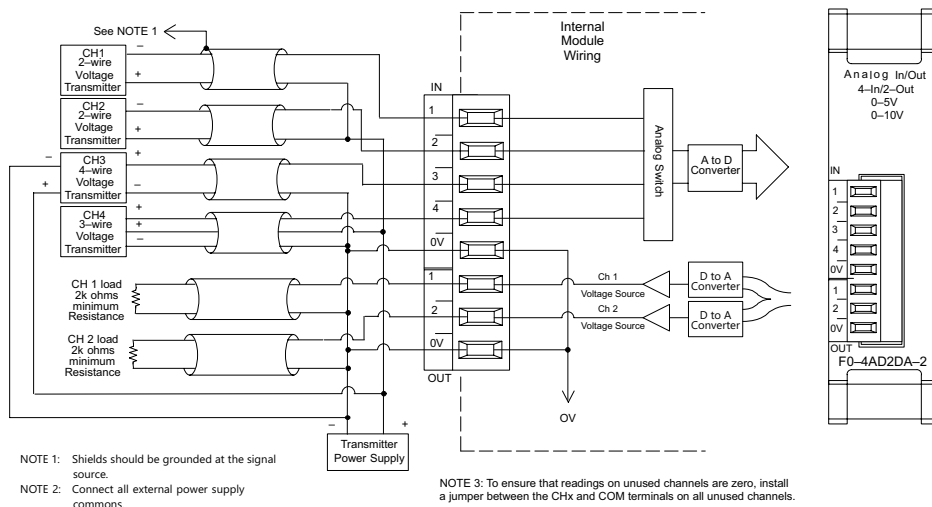 See NOTE 1
CH1
2–wire
Voltage
Transmitter
–
+
CH2
2–wire
Voltage
Transmitter
–
+
CH3
4–wire
Voltage
Transmitter
–
+
+
–
CH4
3–wire
Voltage
Transmitter
+
+
–
CH 1 load
2k ohms
minimum
Resistance
CH 2 load
2k ohms
minimum
Resistance
–
+
Transmitter
Power Supply
IN
1
2
3
4
0V
1
2
0V
OUT
Internal
Module
Wiring
Analog Switch
A to D
Converter
Ch 1
Voltage Source
D to A
Converter
Ch 2
Voltage Source
D to A
Converter
OV
Analog In/Out
4–In/2–Out
0–5V
0–10V
IN
1
2
3
4
0V
1
2
0V
OUT
F0–4AD2DA–2
NOTE 1: Shields should be grounded at the signal
source.
NOTE 2: Connect all external power supply
commons
NOTE 3: To ensure that readings on unused channels are zero, install
a jumper between the CHx and COM terminals on all unused channels.